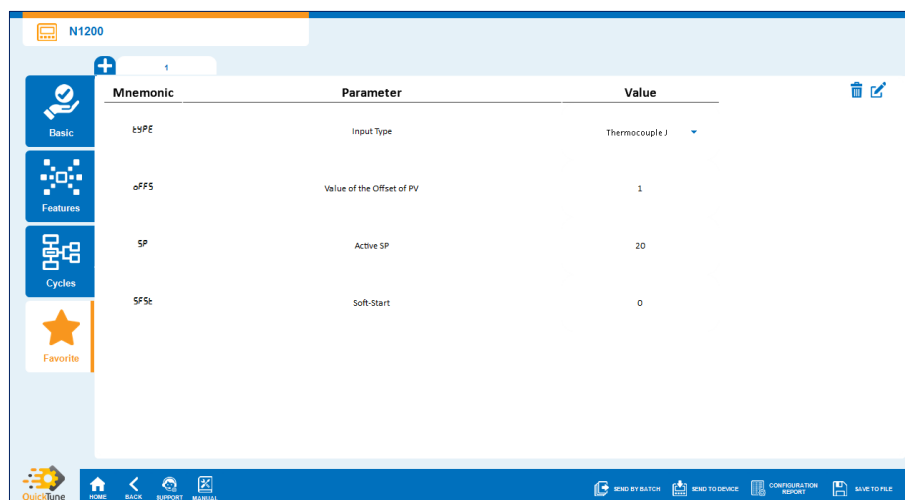 N1200
1
Mnemonic Parameter Value
Basic
tYPE Input Type Thermocouple J
oFFS Value of the Offset of PV 1
Features
SP Active SP 20
Cycles
SFSt Soft-Start 0
Favorite
QuickTune HOME BACK SUPPORT MANUAL SEND BY BATCH SEND TO DEVICE CONFIGURATION REPORT SAVE TO FILE